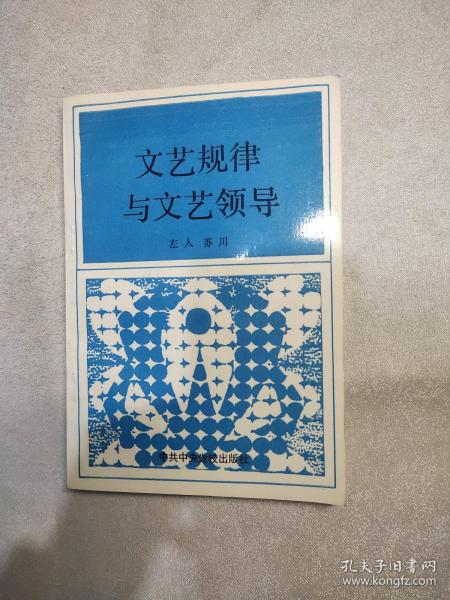 文艺规律
与文艺领导
左人 苏川
中共中央党校出版社
孔夫子旧书网
www.kongfz.com